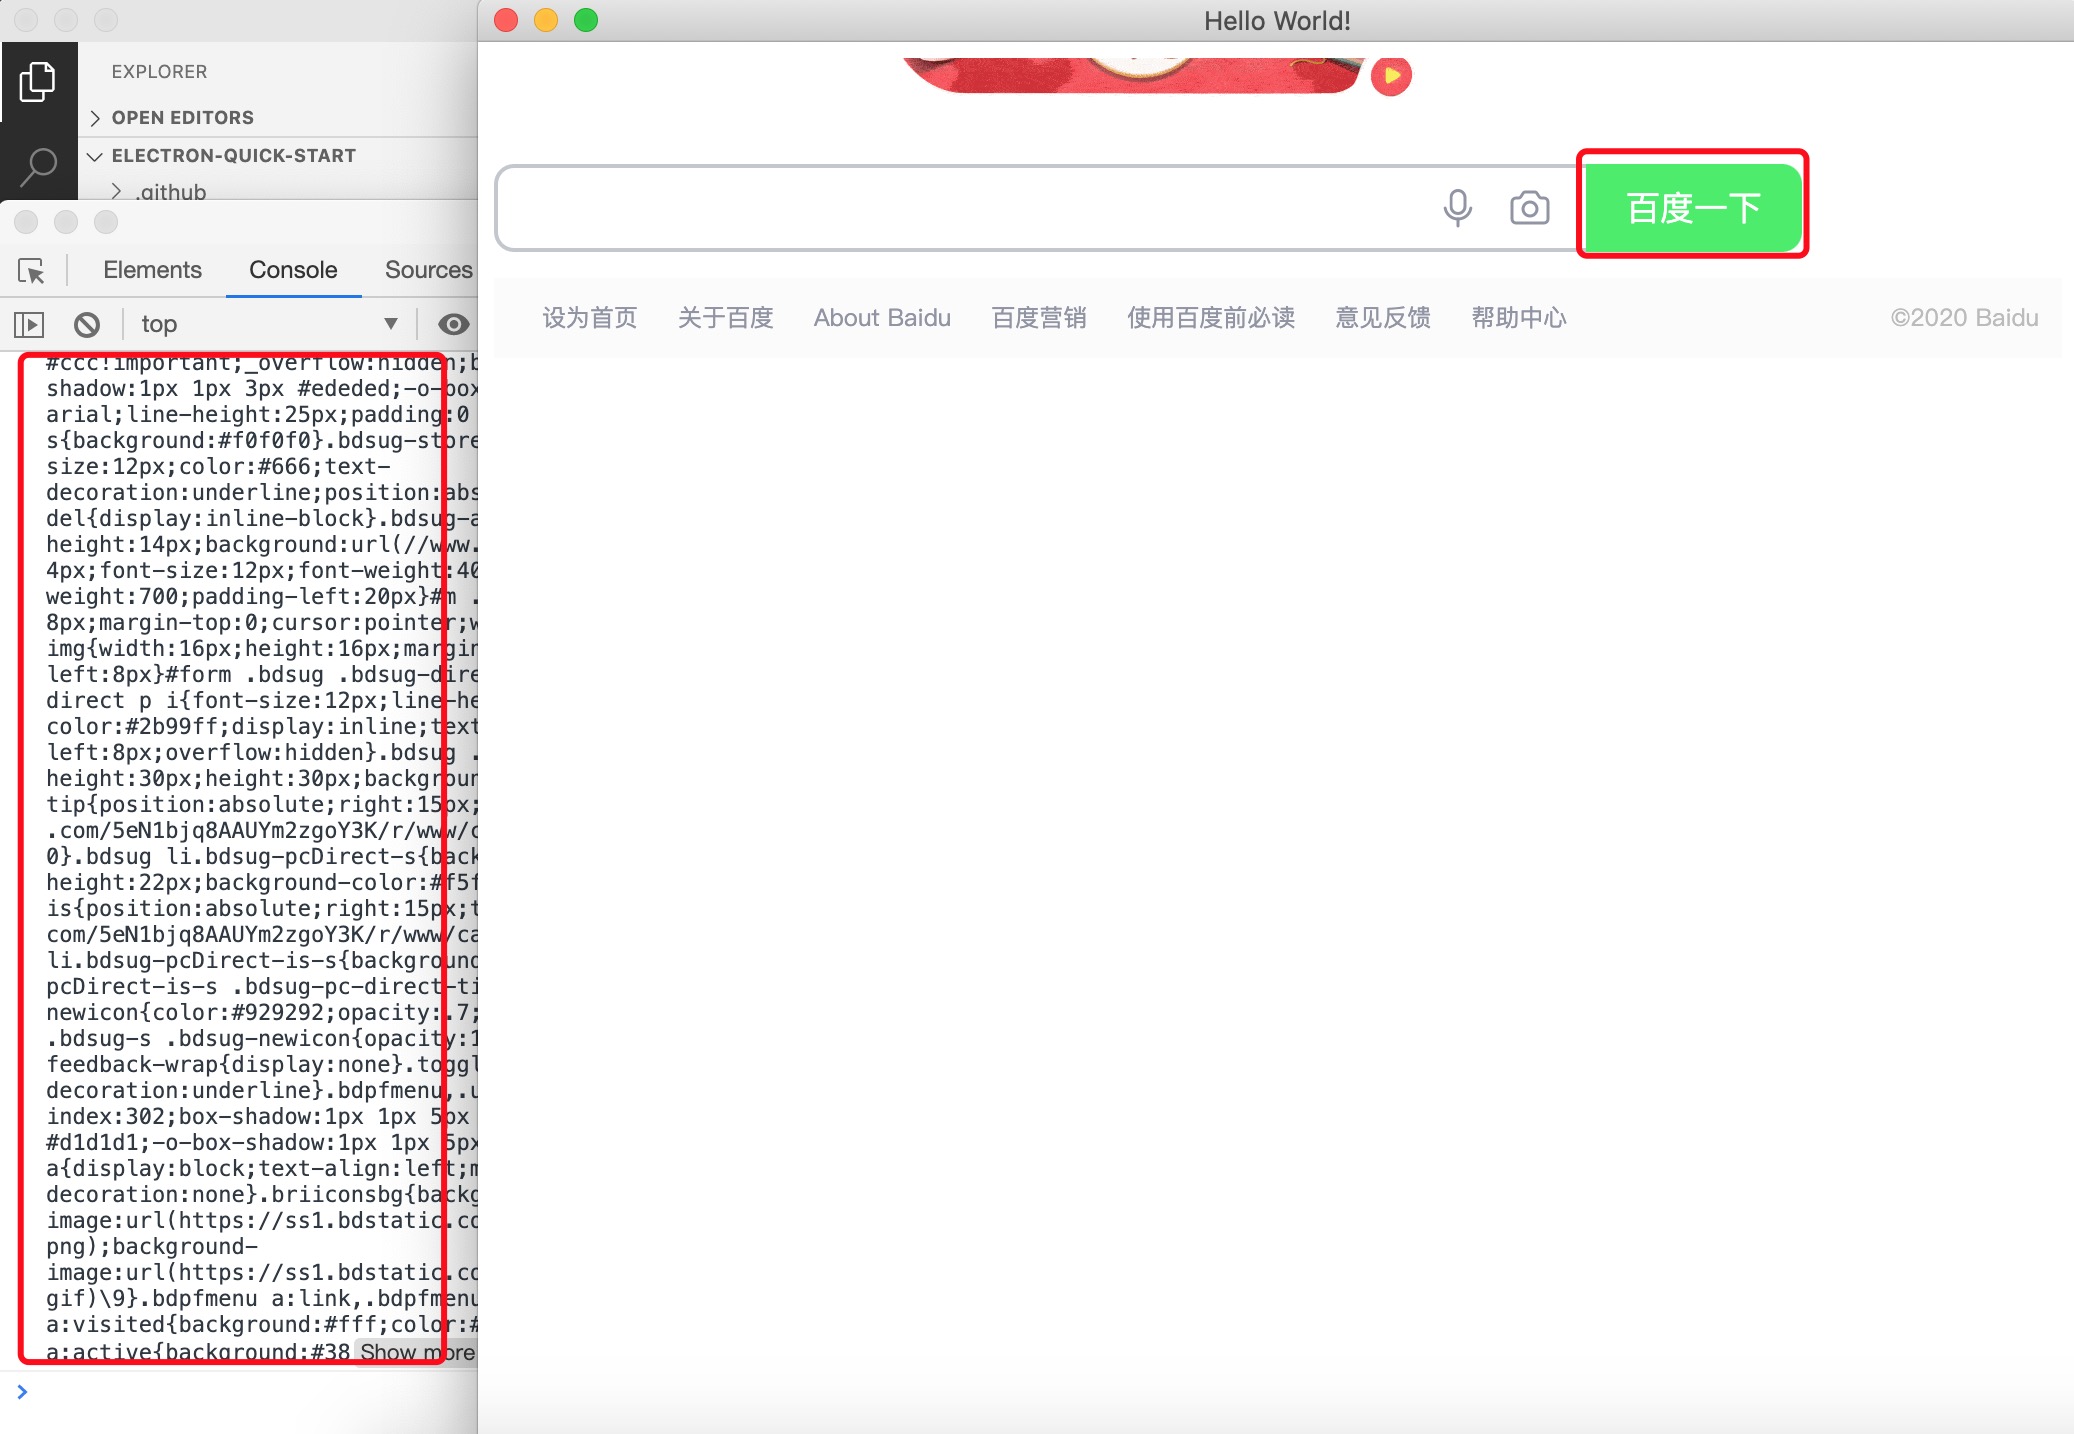 Hello World!
EXPLORER
OPEN EDITORS
ELECTRON-QUICK-START
.github
Elements
Console
Sources
top
#ccc!important;_overflow:hidden;b
shadow:1px 1px 3px #ededed;-o-box
arial;line-height:25px;padding:0
s{background:#f0f0f0}.bdsug-store
size:12px;color:#666;text-
decoration:underline;position:abs
del{display:inline-block}.bdsug-a
height:14px;background:url(//www.
4px;font-size:12px;font-weight:40
weight:700;padding-left:20px}#m .
8px;margin-top:0;cursor:pointer;w
img{width:16px;height:16px;margin
left:8px}#form .bdsug .bdsug-dire
direct p i{font-size:12px;line-he
color:#2b99ff;display:inline;text
left:8px;overflow:hidden}.bdsug .
height:30px;height:30px;backgroun
tip{position:absolute;right:15px;
.com/5eN1bjq8AAUYm2zgoY3K/r/www/c
0}.bdsug li.bdsug-pcDirect-s{back
height:22px;background-color:#f5f
is{position:absolute;right:15px;t
com/5eN1bjq8AAUYm2zgoY3K/r/www/ca
li.bdsug-pcDirect-is-s{background
pcDirect-is-s .bdsug-pc-direct-ti
newicon{color:#929292;opacity:.7;
.bdsug-s .bdsug-newicon{opacity:1
feedback-wrap{display:none}.toggl
decoration:underline}.bdpfmenu,.u
index:302;box-shadow:1px 1px 5px
#d1d1d1;-o-box-shadow:1px 1px 5px
a{display:block;text-align:left;m
decoration:none}.briiconsbg{backg
image:url(https://ss1.bdstatic.co
png);background-
image:url(https://ss1.bdstatic.co
gif)\9}.bdpfmenu a:link,.bdpfmenu
a:visited{background:#fff;color:#
a:active{background:#38 Show more
百度一下
设为首页 关于百度 About Baidu 百度营销 使用百度前必读 意见反馈 帮助中心 ©2020 Baidu